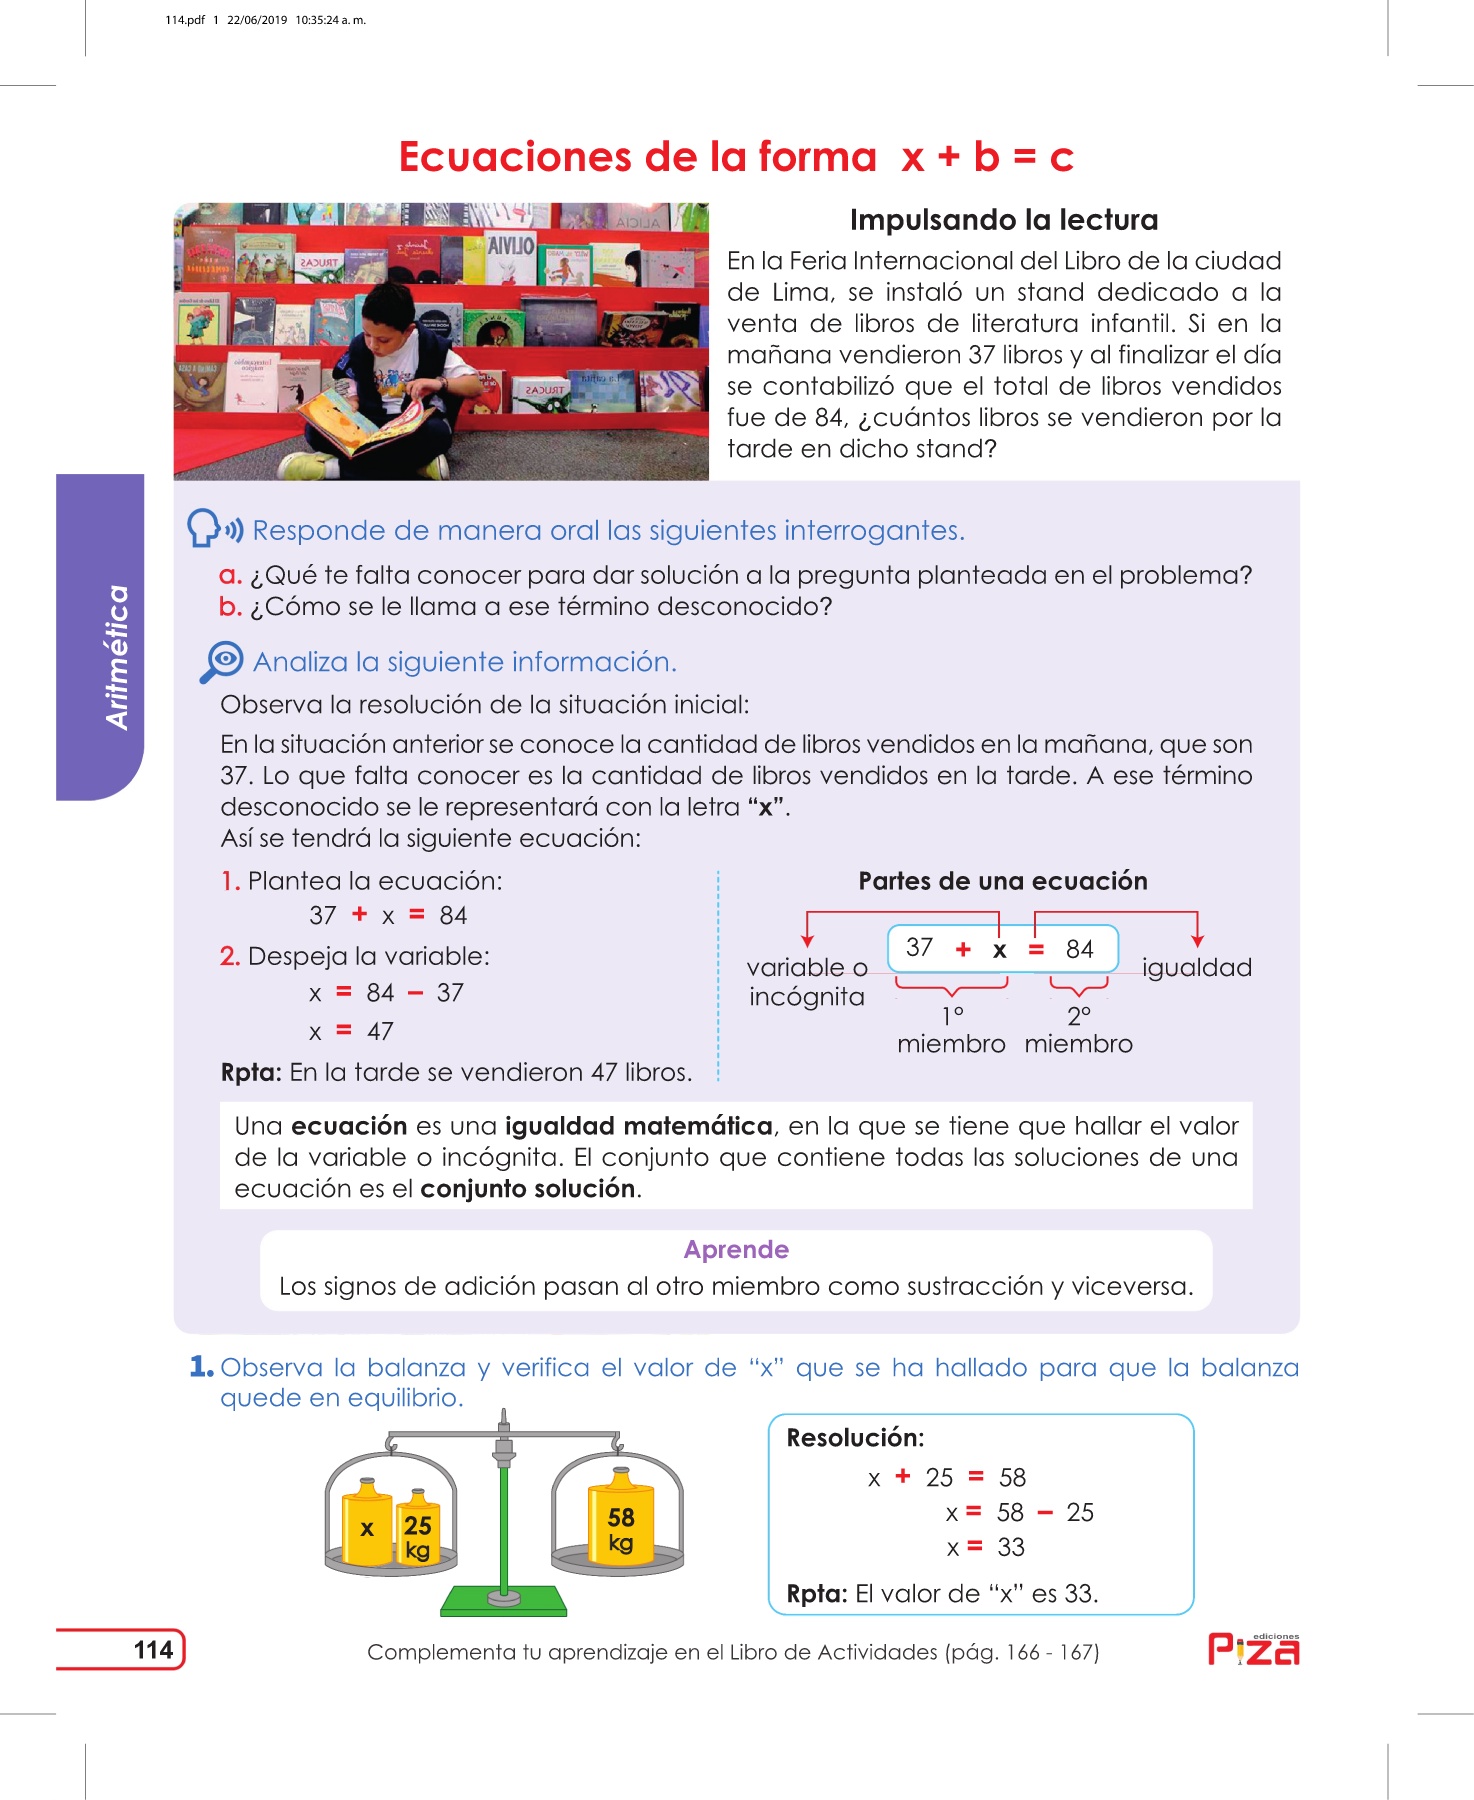 114.pdf 1 22/06/2019 10:35:24 a. m.
Ecuaciones de la forma x + b = c
Impulsando la lectura
En la Feria Internacional del Libro de la ciudad
de Lima, se instaló un stand dedicado a la
venta de libros de literatura infantil. Si en la
mañana vendieron 37 libros y al finalizar el día
se contabilizó que el total de libros vendidos
fue de 84, ¿cuántos libros se vendieron por la
tarde en dicho stand?
ALICIA
OLIVIA
TRUCAS
TRUCAS
Aritmética
Responde de manera oral las siguientes interrogantes.
a. ¿Qué te falta conocer para dar solución a la pregunta planteada en el problema?
b. ¿Cómo se le llama a ese término desconocido?
Analiza la siguiente información.
Observa la resolución de la situación inicial:
En la situación anterior se conoce la cantidad de libros vendidos en la mañana, que son
37. Lo que falta conocer es la cantidad de libros vendidos en la tarde. A ese término
desconocido se le representará con la letra “x”.
Así se tendrá la siguiente ecuación:
1. Plantea la ecuación:
37 + x = 84
2. Despeja la variable:
x = 84 – 37
x = 47
Rpta: En la tarde se vendieron 47 libros.
Partes de una ecuación
37 + x = 84
variable o
incógnita
igualdad
1º
miembro
2º
miembro
Una ecuación es una igualdad matemática, en la que se tiene que hallar el valor
de la variable o incógnita. El conjunto que contiene todas las soluciones de una
ecuación es el conjunto solución.
Aprende
Los signos de adición pasan al otro miembro como sustracción y viceversa.
1. Observa la balanza y verifica el valor de “x” que se ha hallado para que la balanza
quede en equilibrio.
x
25
kg
58
kg
Resolución:
x + 25 = 58
x = 58 – 25
x = 33
Rpta: El valor de “x” es 33.
114
Complementa tu aprendizaje en el Libro de Actividades (pág. 166 - 167)
ediciones
Piza